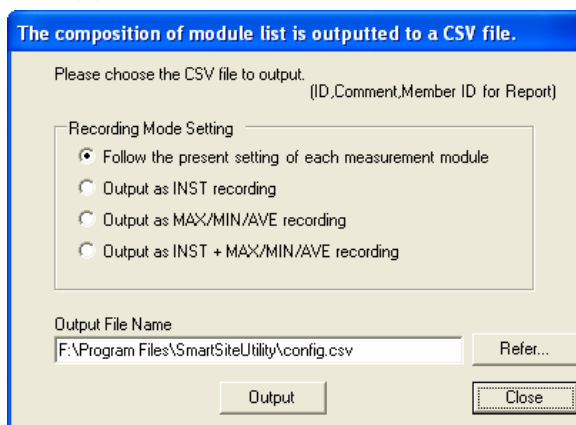 The composition of module list is outputted to a CSV file.
Please choose the CSV file to output.
(ID,Comment,Member ID for Report)
Recording Mode Setting
Follow the present setting of each measurement module
Output as INST recording
Output as MAX/MIN/AVE recording
Output as INST + MAX/MIN/AVE recording
Output File Name
F:\Program Files\SmartSiteUtility\config.csv
Refer...
Output
Close